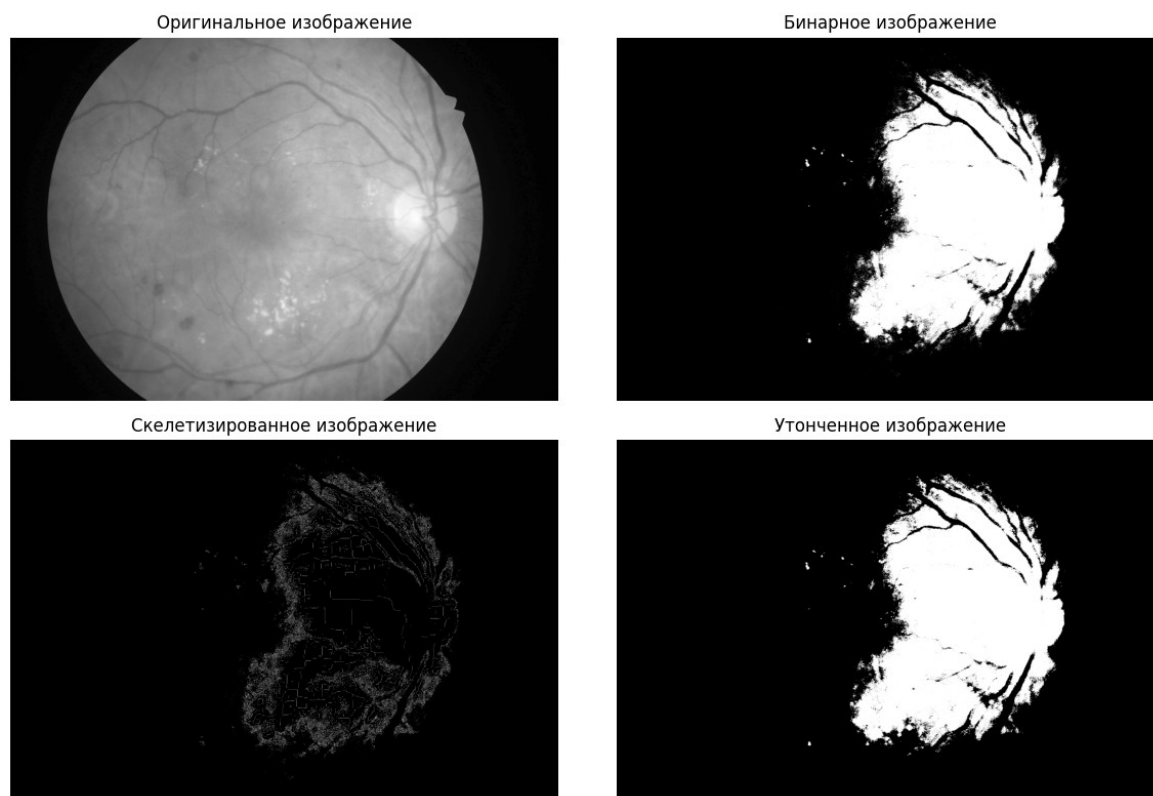 Оригинальное изображение
Бинарное изображение
Скелетизированное изображение
Утонченное изображение